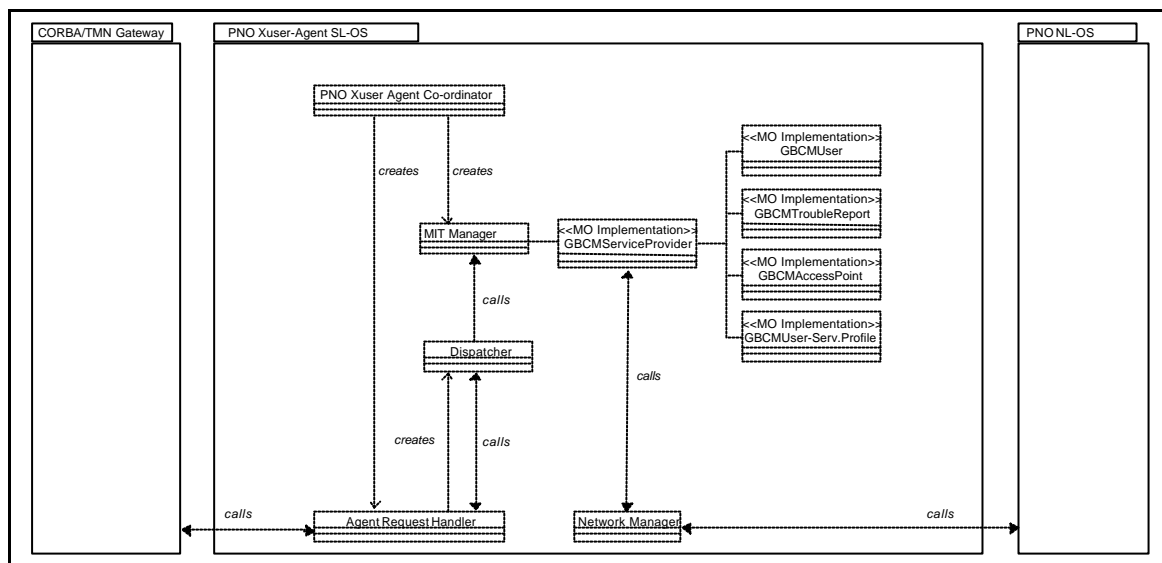 CORBA/TMN Gateway
PNO Xuser-Agent SL-OS
PNO NL-OS
PNO Xuser Agent Co-ordinator
creates
creates
<<MO Implementation>>
GBCMUser
<<MO Implementation>>
GBCMTroubleReport
MIT Manager
<<MO Implementation>>
GBCMServiceProvider
<<MO Implementation>>
GBCMAccessPoint
calls
<<MO Implementation>>
GBCMUser-Serv.Profile
Dispatcher
calls
creates
calls
calls
Agent Request Handler
Network Manager
calls